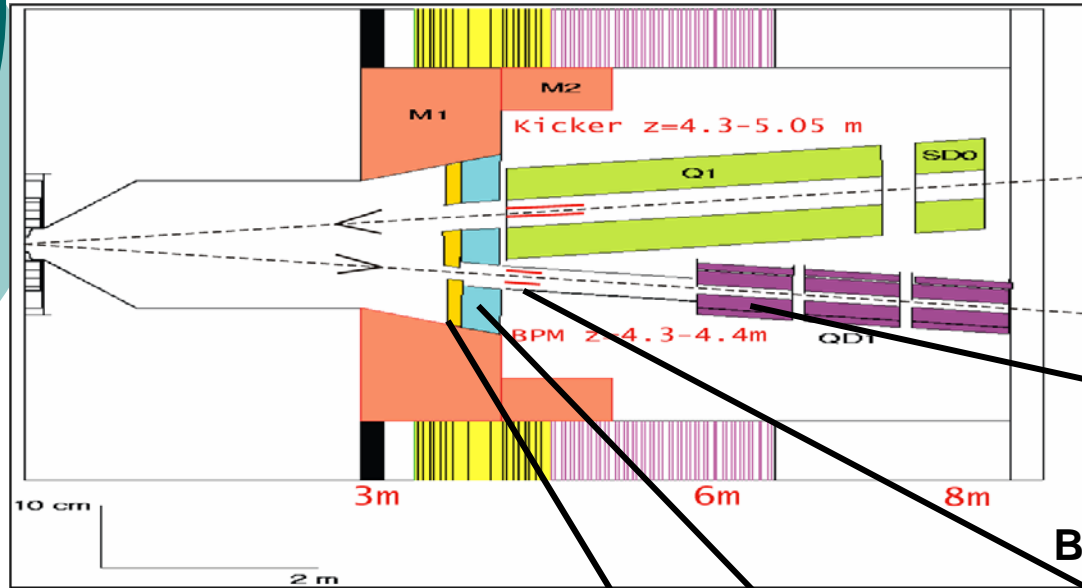 M2
M1
Kicker z=4.3-5.05 m
SD0
Q1
BPM z=4.3-4.4m
QD1
3m
6m
8m
10 cm
2 m
B